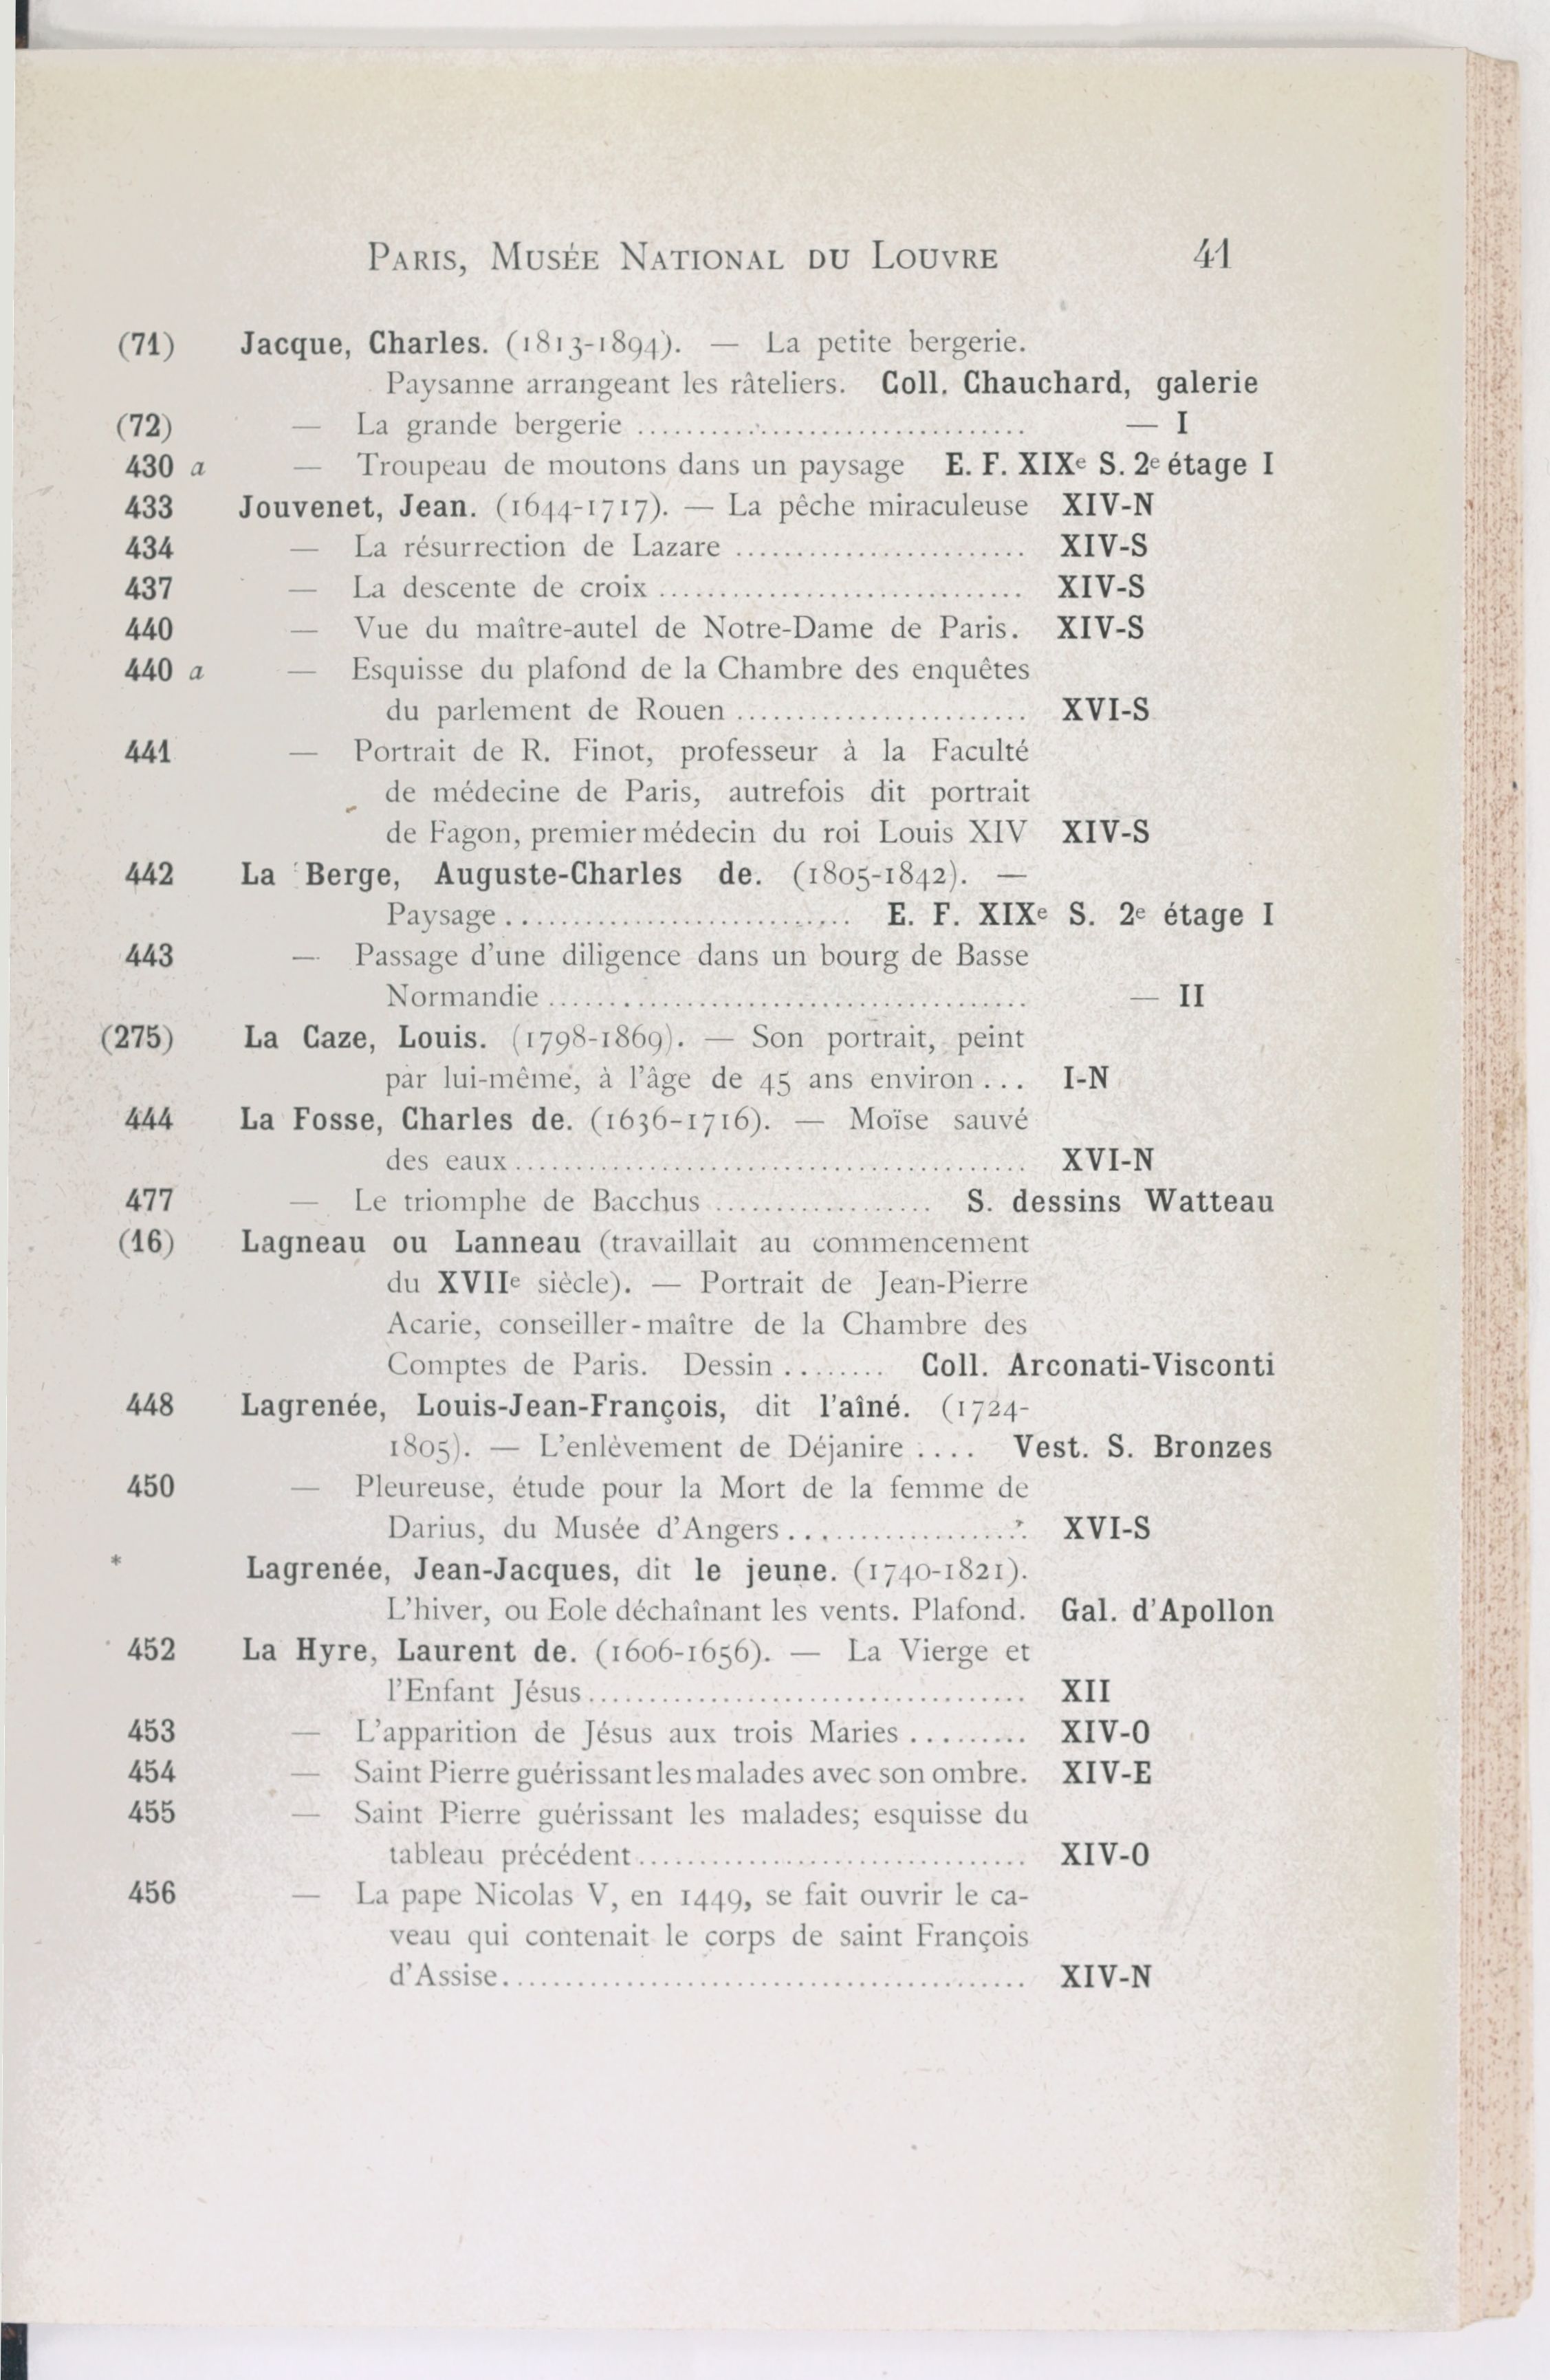 PARIS, MUSÉE NATIONAL DU LOUVRE 41
(71) Jacque, Charles. (1813-1894). — La petite bergerie.
Paysanne arrangeant les râteliers. Coll. Chauchard, galerie
(72) — La grande bergerie ........................................ — I
430 a — Troupeau de moutons dans un paysage E. F. XIXe S. 2e étage I
433 Jouvenet, Jean. (1644-1717). — La pêche miraculeuse XIV-N
434 — La résurrection de Lazare ........................ XIV-S
437 — La descente de croix .............................. XIV-S
440 — Vue du maître-autel de Notre-Dame de Paris. XIV-S
440 a — Esquisse du plafond de la Chambre des enquêtes
du parlement de Rouen ........................ XVI-S
441 — Portrait de R. Finot, professeur à la Faculté
de médecine de Paris, autrefois dit portrait
de Fagon, premier médecin du roi Louis XIV XIV-S
442 La Berge, Auguste-Charles de. (1805-1842). —
Paysage ............................ E. F. XIXe S. 2e étage I
443 — Passage d'une diligence dans un bourg de Basse
Normandie ....................................... — II
(275) La Caze, Louis. (1798-1869). — Son portrait, peint
par lui-même, à l'âge de 45 ans environ ... I-N
444 La Fosse, Charles de. (1636-1716). — Moïse sauvé
des eaux .......................................... XVI-N
477 — Le triomphe de Bacchus .................. S. dessins Watteau
(16) Lagneau ou Lanneau (travaillait au commencement
du XVIIe siècle). — Portrait de Jean-Pierre
Acarie, conseiller-maître de la Chambre des
Comptes de Paris. Dessin ........ Coll. Arconati-Visconti
448 Lagrenée, Louis-Jean-François, dit l'aîné. (1724-
1805). — L'enlèvement de Déjanire .... Vest. S. Bronzes
450 — Pleureuse, étude pour la Mort de la femme de
Darius, du Musée d'Angers .................... XVI-S
* Lagrenée, Jean-Jacques, dit le jeune. (1740-1821).
L'hiver, ou Eole déchaînant les vents. Plafond. Gal. d'Apollon
452 La Hyre, Laurent de. (1606-1656). — La Vierge et
l'Enfant Jésus .................................... XII
453 — L'apparition de Jésus aux trois Maries ......... XIV-O
454 — Saint Pierre guérissant les malades avec son ombre. XIV-E
455 — Saint Pierre guérissant les malades; esquisse du
tableau précédent ................................ XIV-O
456 — La pape Nicolas V, en 1449, se fait ouvrir le ca-
veau qui contenait le corps de saint François
d'Assise ........................................... XIV-N